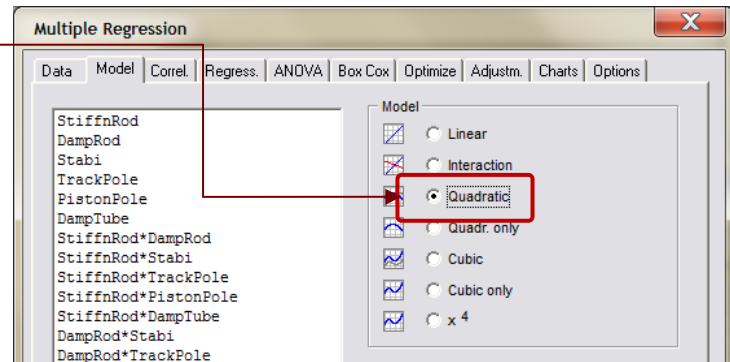 Multiple Regression
Data Model Correl. Regress. ANOVA Box Cox Optimize Adjustm. Charts Options
StiffnRod
DampRod
Stabi
TrackPole
PistonPole
DampTube
StiffnRod*DampRod
StiffnRod*Stabi
StiffnRod*TrackPole
StiffnRod*PistonPole
StiffnRod*DampTube
DampRod*Stabi
DampRod*TrackPole
Model
Linear
Interaction
Quadratic
Quadr. only
Cubic
Cubic only
x 4